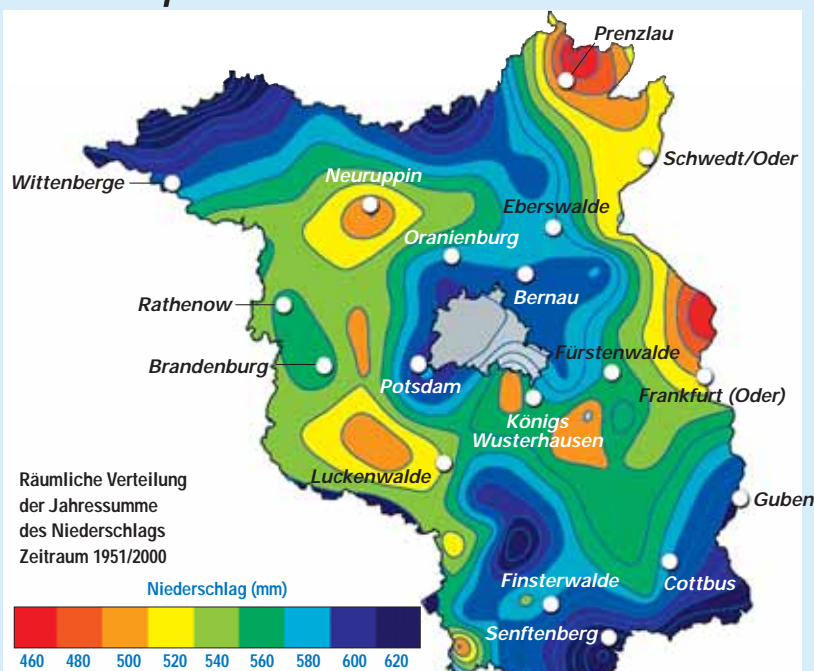 Prenzlau
Schwedt/Oder
Wittenberge
Neuruppin
Eberswalde
Oranienburg
Bernau
Rathenow
Brandenburg
Potsdam
Fürstenwalde
Frankfurt (Oder)
Königs
Wusterhausen
Luckenwalde
Räumliche Verteilung
der Jahressumme
des Niederschlags
Zeitraum 1951/2000
Guben
Cottbus
Finsterwalde
Senftenberg
Niederschlag (mm)
460 480 500 520 540 560 580 600 620